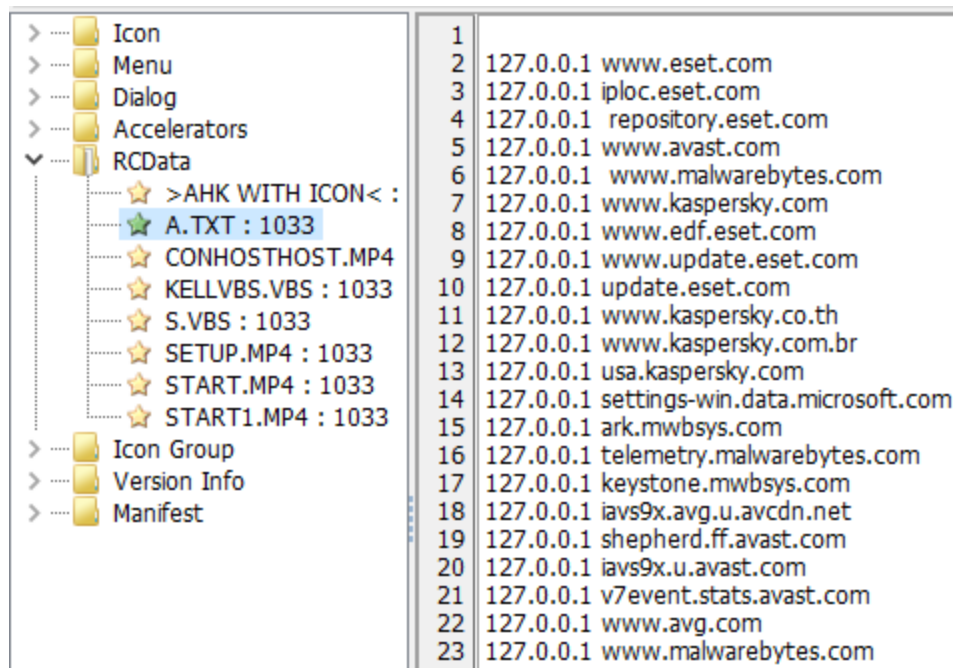 Icon
Menu
Dialog
Accelerators
RCData
>AHK WITH ICON< :
A.TXT : 1033
CONHOSTHOST.MP4
KELLVBS.VBS : 1033
S.VBS : 1033
SETUP.MP4 : 1033
START.MP4 : 1033
START1.MP4 : 1033
Icon Group
Version Info
Manifest
1
2 127.0.0.1 www.eset.com
3 127.0.0.1 iploc.eset.com
4 127.0.0.1  repository.eset.com
5 127.0.0.1 www.avast.com
6 127.0.0.1  www.malwarebytes.com
7 127.0.0.1 www.kaspersky.com
8 127.0.0.1 www.edf.eset.com
9 127.0.0.1 www.update.eset.com
10 127.0.0.1 update.eset.com
11 127.0.0.1 www.kaspersky.co.th
12 127.0.0.1 www.kaspersky.com.br
13 127.0.0.1 usa.kaspersky.com
14 127.0.0.1 settings-win.data.microsoft.com
15 127.0.0.1 ark.mwbsys.com
16 127.0.0.1 telemetry.malwarebytes.com
17 127.0.0.1 keystone.mwbsys.com
18 127.0.0.1 iavs9x.avg.u.avcdn.net
19 127.0.0.1 shepherd.ff.avast.com
20 127.0.0.1 iavs9x.u.avast.com
21 127.0.0.1 v7event.stats.avast.com
22 127.0.0.1 www.avg.com
23 127.0.0.1 www.malwarebytes.com